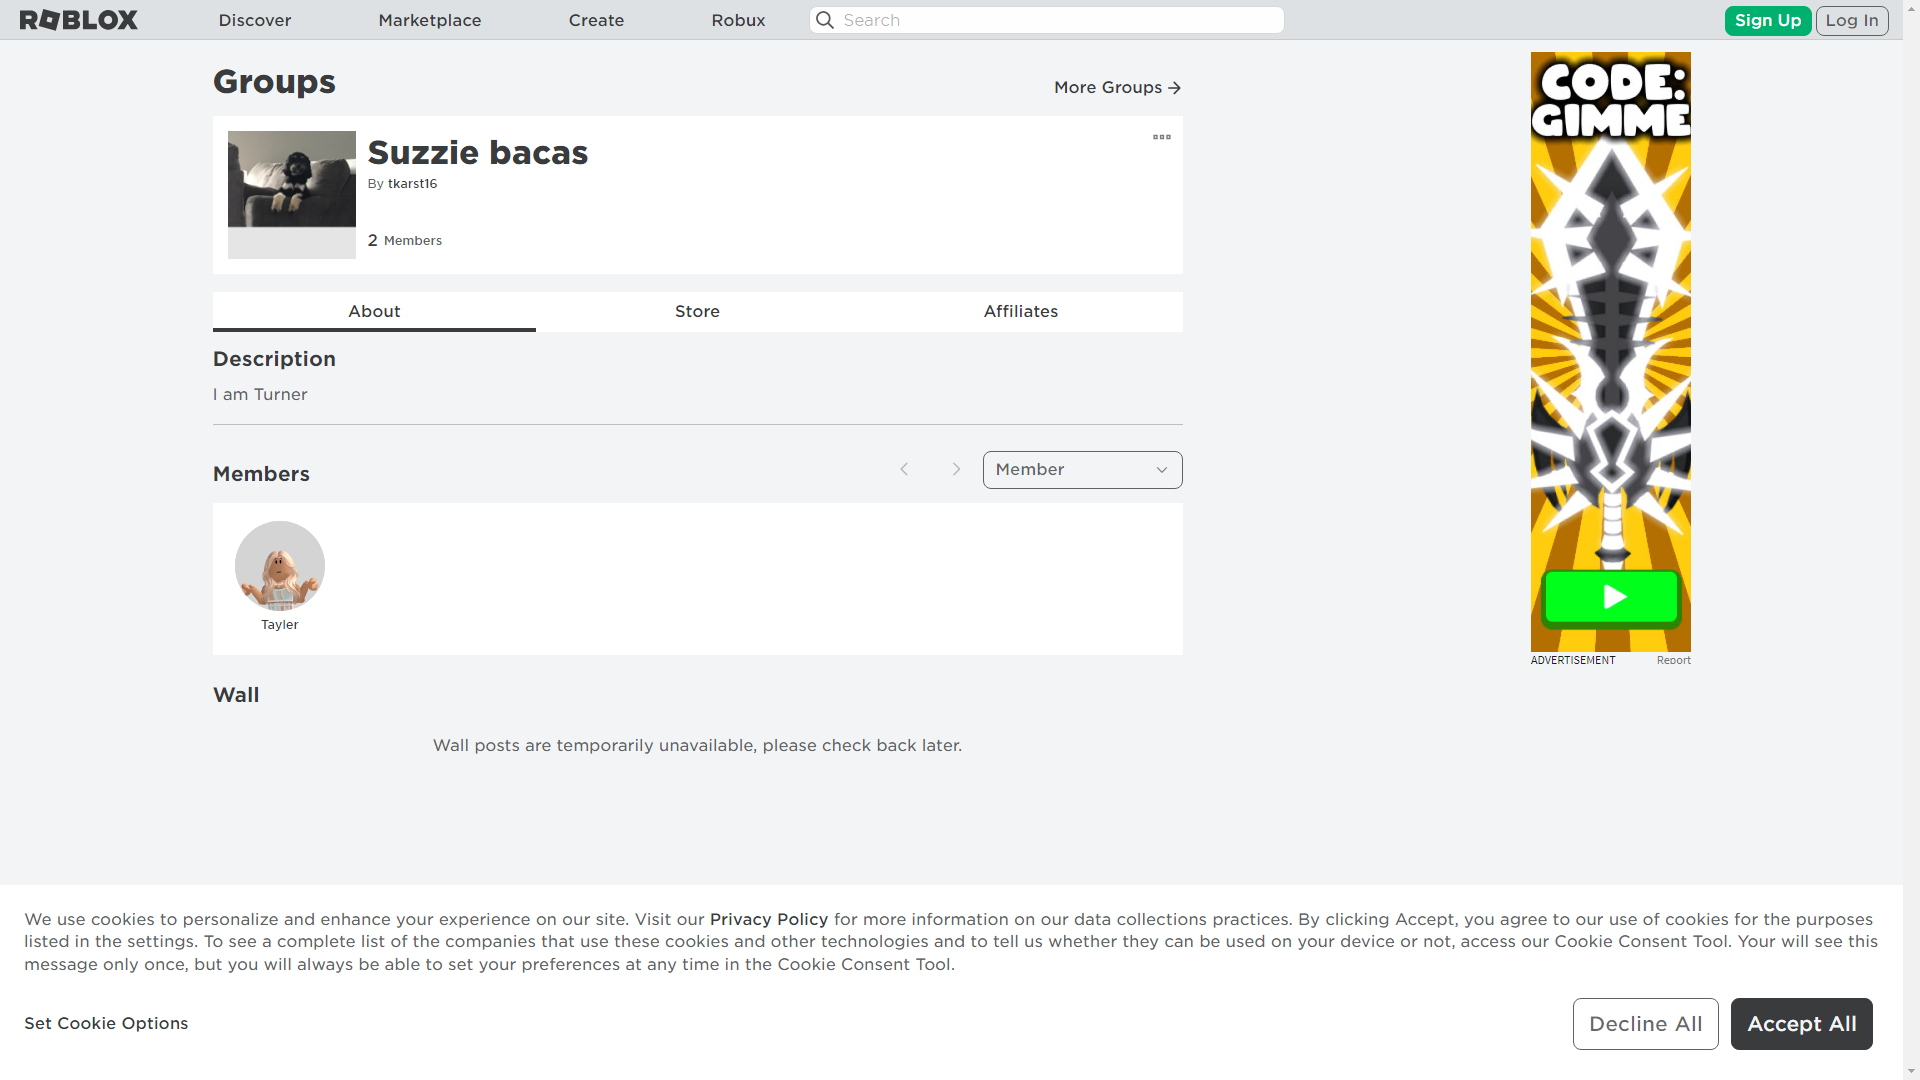 ROBLOX
Discover
Marketplace
Create
Robux
Search
Sign Up
Log In
Groups
More Groups
Suzzie bacas
By tkarst16
2 Members
About
Store
Affiliates
Description
I am Turner
Members
Member
Tayler
Wall
Wall posts are temporarily unavailable, please check back later.
CODE:
GIMME
ADVERTISEMENT
Report
We use cookies to personalize and enhance your experience on our site. Visit our Privacy Policy for more information on our data collections practices. By clicking Accept, you agree to our use of cookies for the purposes
listed in the settings. To see a complete list of the companies that use these cookies and other technologies and to tell us whether they can be used on your device or not, access our Cookie Consent Tool. Your will see this
message only once, but you will always be able to set your preferences at any time in the Cookie Consent Tool.
Set Cookie Options
Decline All
Accept All